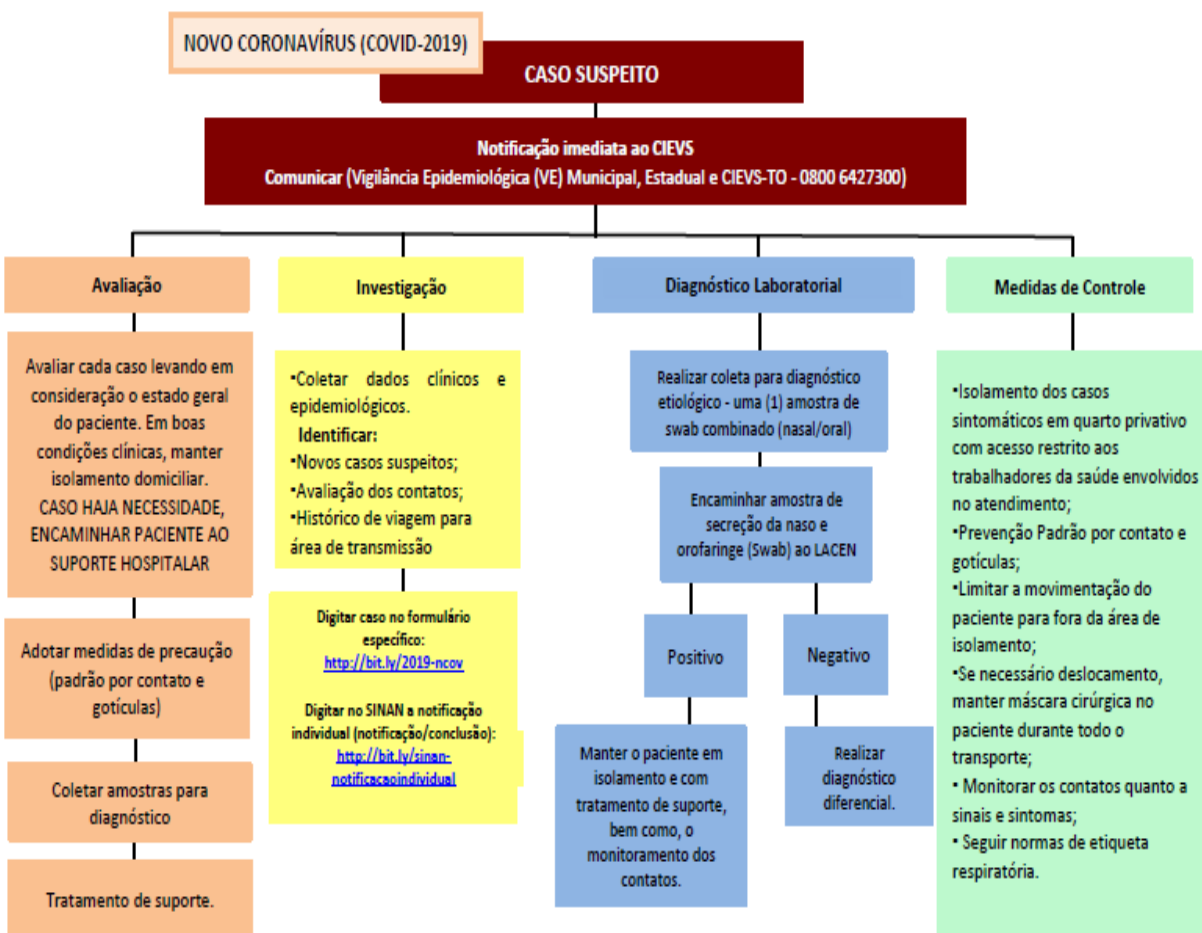 NOVO CORONAVÍRUS (COVID-2019)
CASO SUSPEITO
Notificação imediata ao CIEVS
Comunicar (Vigilância Epidemiológica (VE) Municipal, Estadual e CIEVS-TO - 0800 6427300)
Avaliação
Avaliar cada caso levando em
consideração o estado geral
do paciente. Em boas
condições clínicas, manter
isolamento domiciliar.
CASO HAJA NECESSIDADE,
ENCAMINHAR PACIENTE AO
SUPORTE HOSPITALAR
Adotar medidas de precaução
(padrão por contato e
gotículas)
Coletar amostras para
diagnóstico
Tratamento de suporte.
Investigação
•Coletar dados clínicos e
epidemiológicos.
Identificar:
•Novos casos suspeitos;
•Avaliação dos contatos;
•Histórico de viagem para
área de transmissão
Digitar caso no formulário
específico:
http://bit.ly/2019-ncov
Digitar no SINAN a notificação
individual (notificação/conclusão):
http://bit.ly/sinan-
notificacaoindividual
Diagnóstico Laboratorial
Realizar coleta para diagnóstico
etiológico - uma (1) amostra de
swab combinado (nasal/oral)
Encaminhar amostra de
secreção da naso e
orofaringe (Swab) ao LACEN
Positivo
Negativo
Manter o paciente em
isolamento e com
tratamento de suporte,
bem como, o
monitoramento dos
contatos.
Realizar
diagnóstico
diferencial.
Medidas de Controle
•Isolamento dos casos
sintomáticos em quarto privativo
com acesso restrito aos
trabalhadores da saúde envolvidos
no atendimento;
•Prevenção Padrão por contato e
gotículas;
•Limitar a movimentação do
paciente para fora da área de
isolamento;
•Se necessário deslocamento,
manter máscara cirúrgica no
paciente durante todo o
transporte;
• Monitorar os contatos quanto a
sinais e sintomas;
• Seguir normas de etiqueta
respiratória.